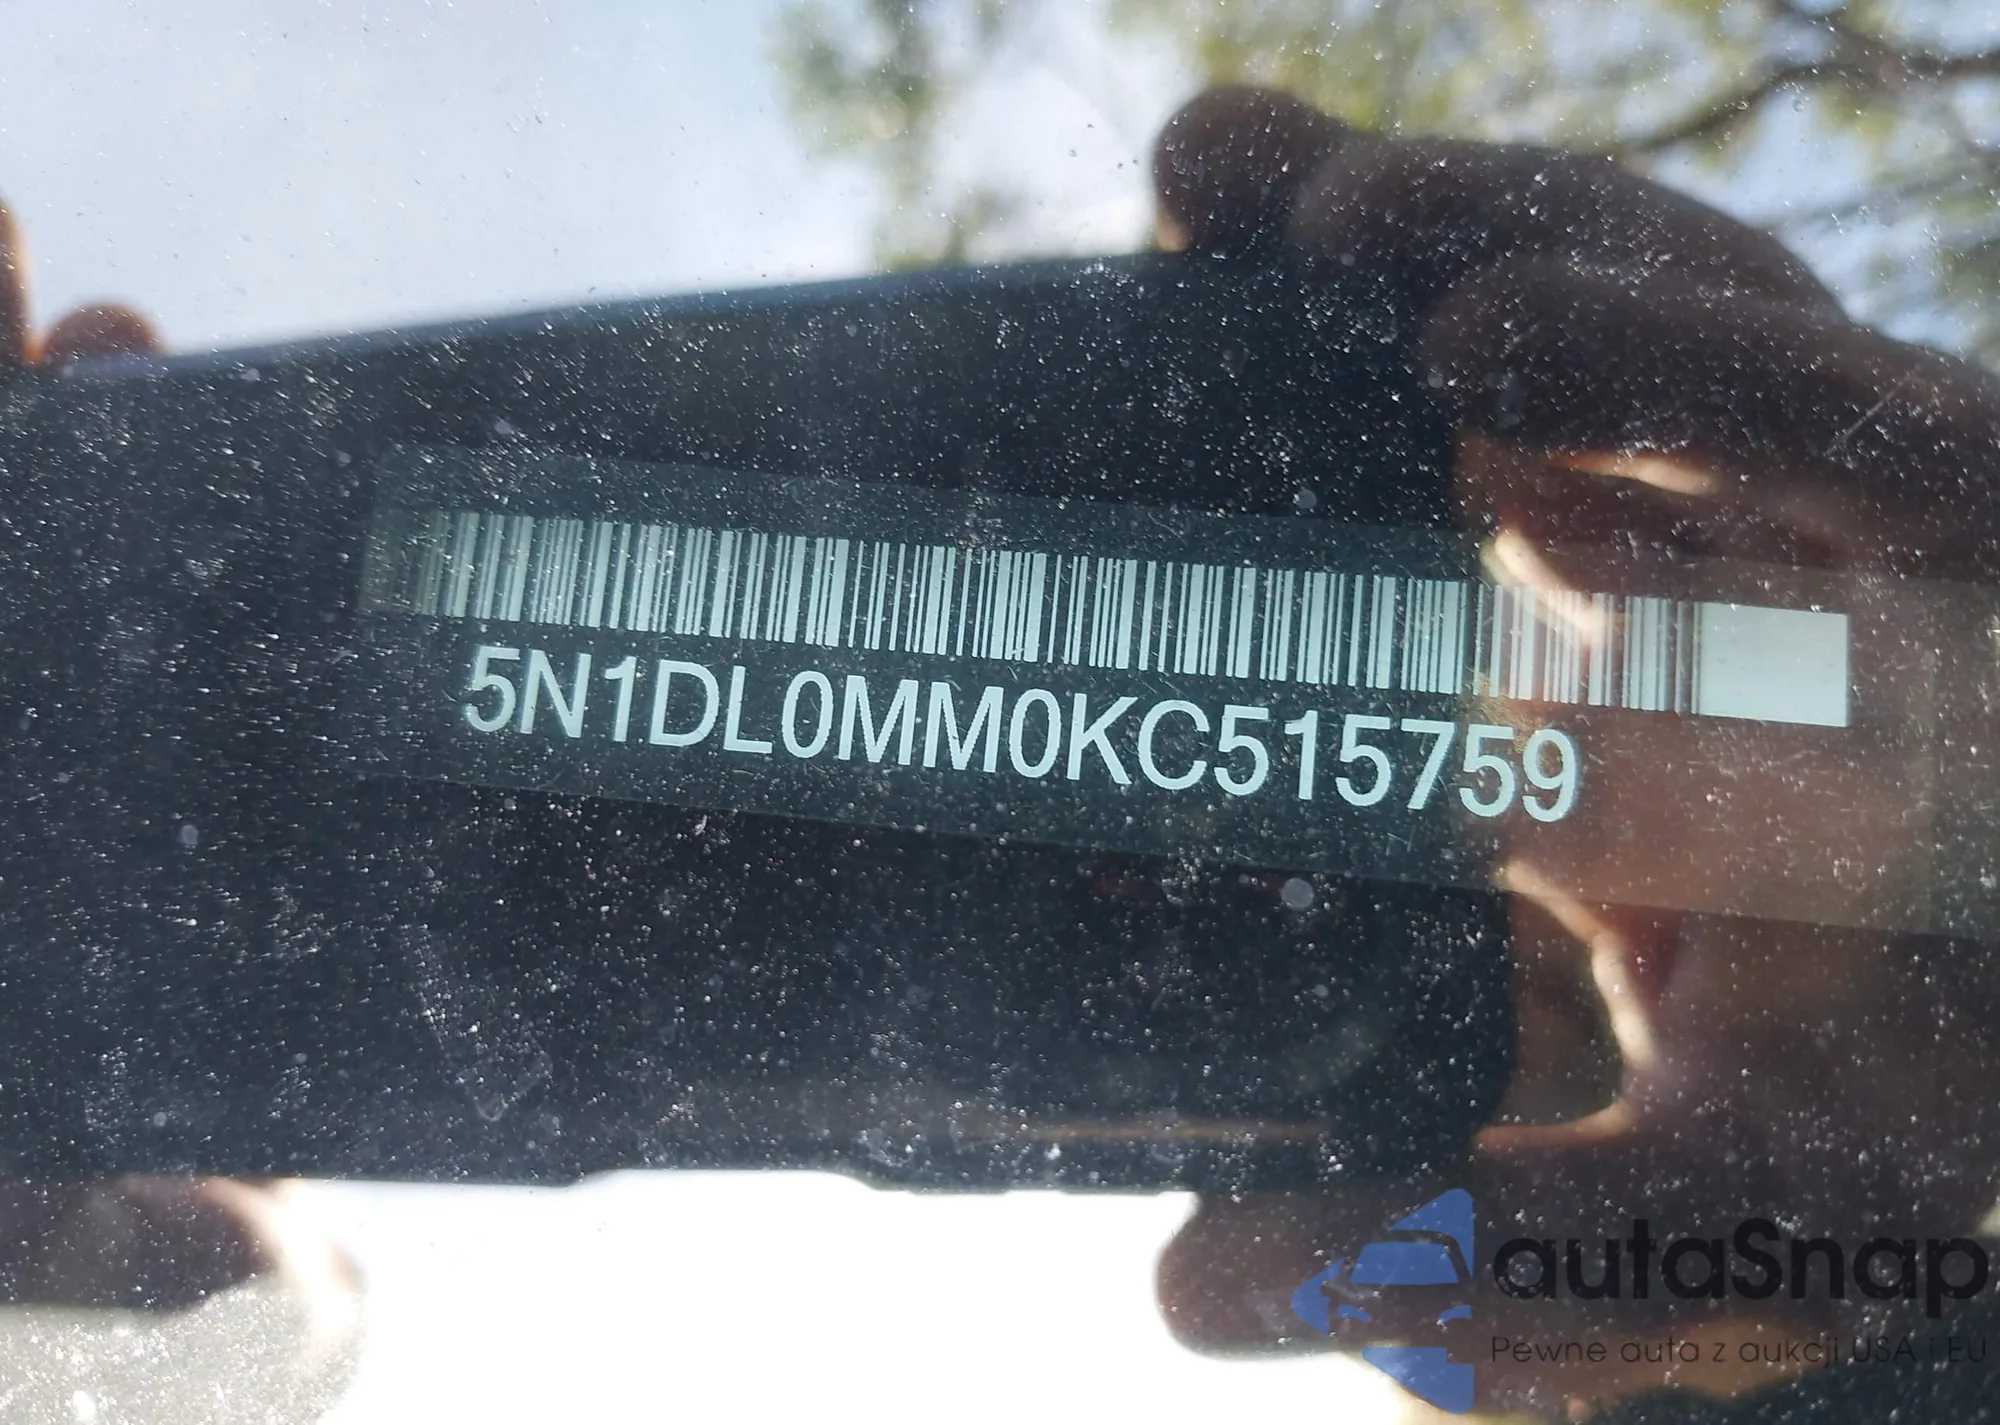 5N1DL0MM0KC515759
autaSnap
Pewne auta z aukcji USA i EU